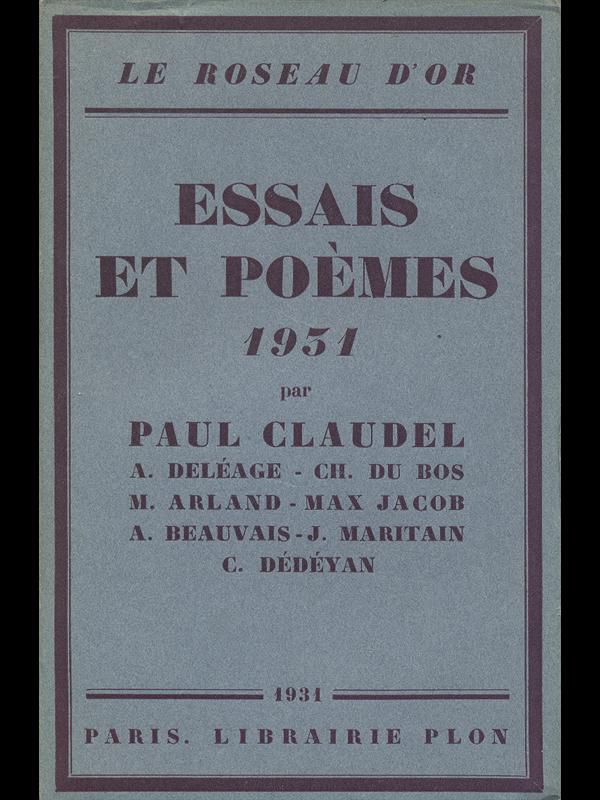 LE ROSEAU D'OR
ESSAIS
ET POÈMES
1931
par
PAUL CLAUDEL
A. DELÉAGE - CH. DU BOS
M. ARLAND - MAX JACOB
A. BEAUVAIS - J. MARITAIN
C. DÉDÉYAN
1931
PARIS. LIBRAIRIE PLON